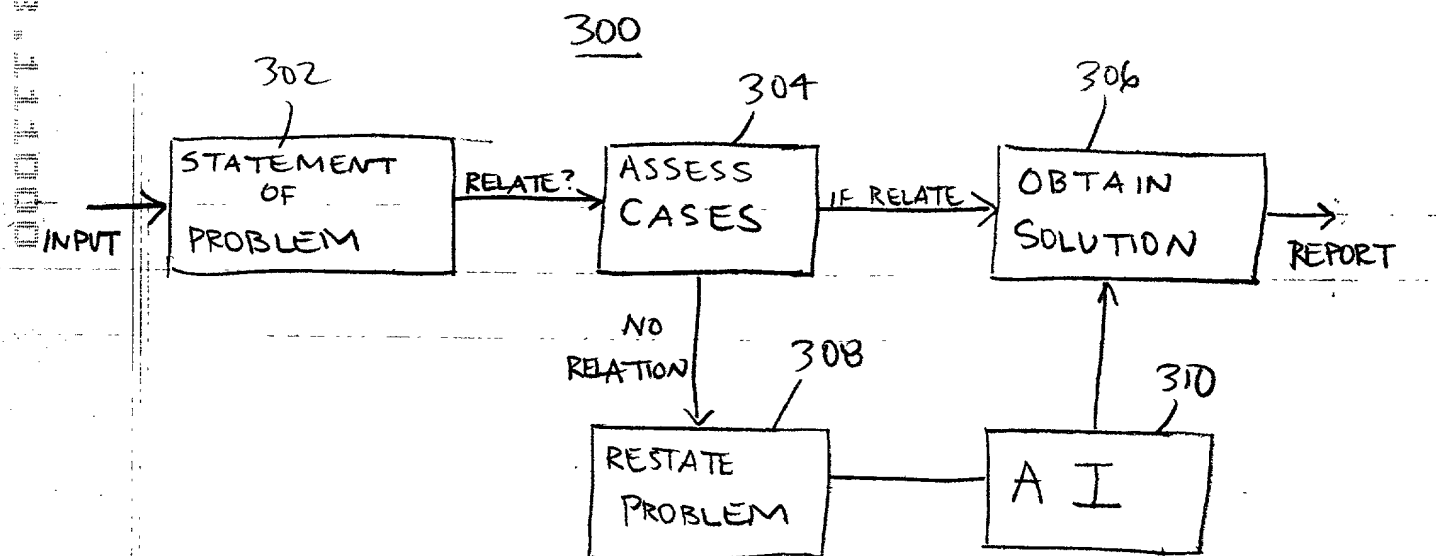 300
302
304
306
STATEMENT
OF
PROBLEM
RELATE?
ASSESS
CASES
IF RELATE
OBTAIN
SOLUTION
INPUT
REPORT
NO
RELATION
308
310
RESTATE
PROBLEM
AI